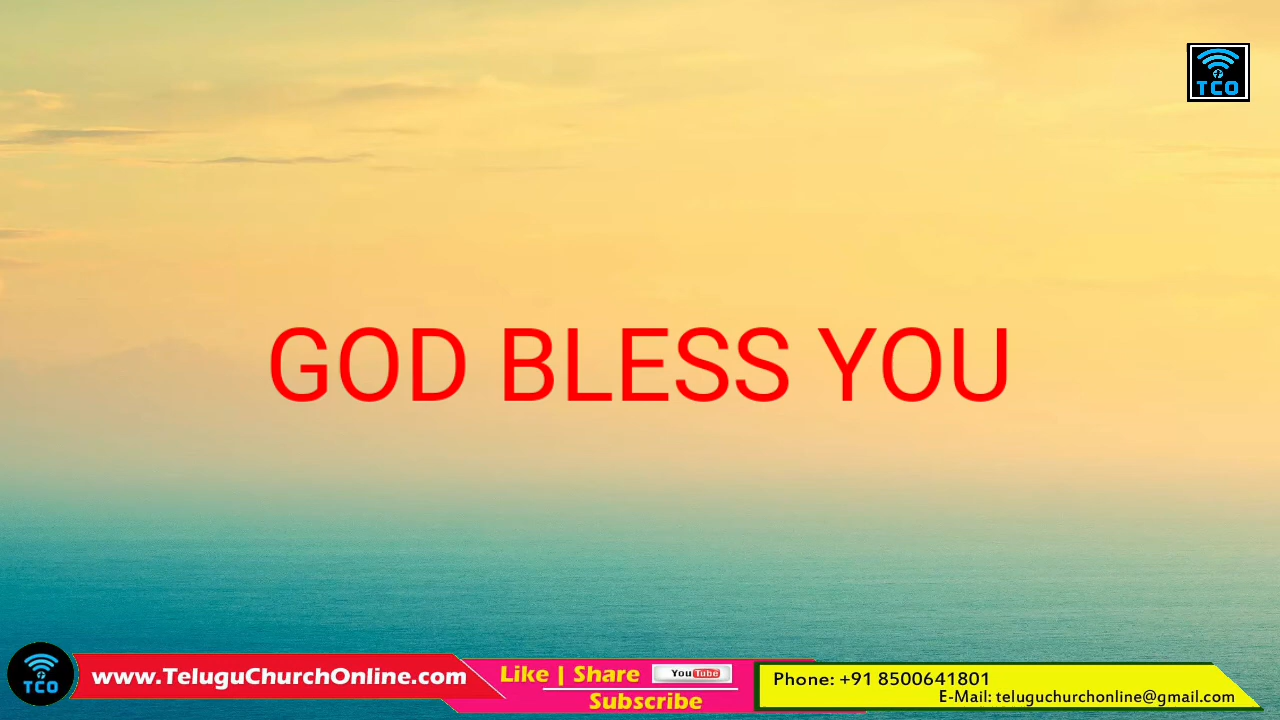 TCO
GOD BLESS YOU
TCO
www.TeluguChurchOnline.com
Like | Share YouTube
Subscribe
Phone: +91 8500641801
E-Mail: teluguchurchonline@gmail.com